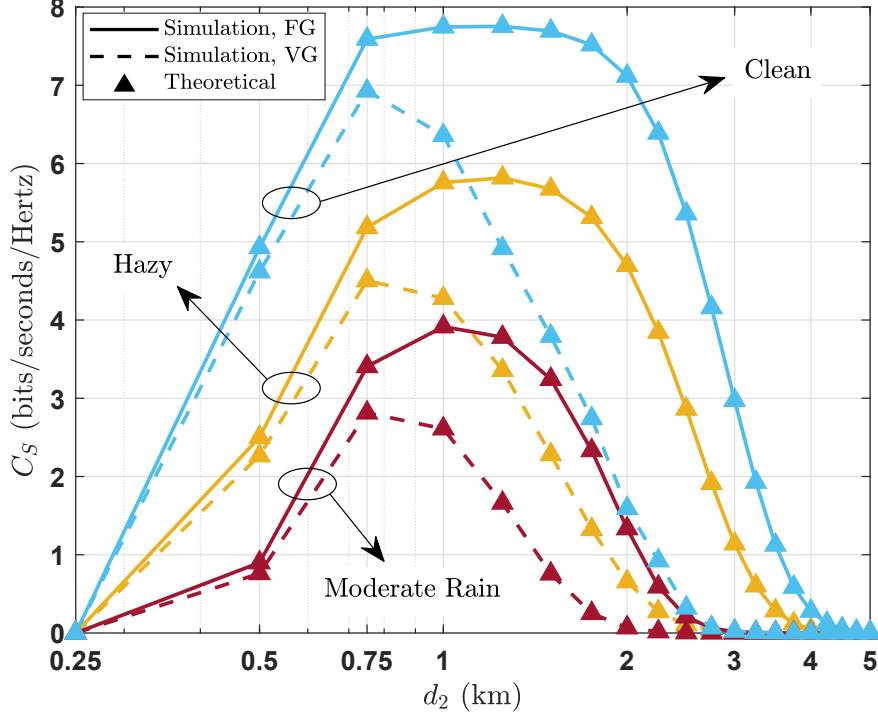 8
7
6
5
4
3
2
1
0
C_S (bits/seconds/Hertz)
Simulation, FG
Simulation, VG
Theoretical
Clean
Hazy
Moderate Rain
0.25 0.5 0.75 1 2 3 4 5
d_2 (km)